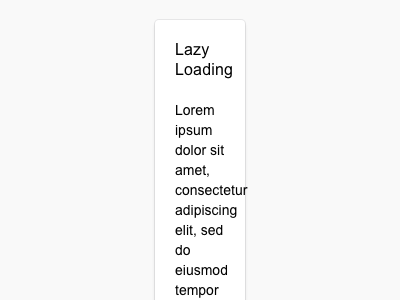 Lazy
Loading
Lorem
ipsum
dolor sit
amet,
consectetur
adipiscing
elit, sed
do
eiusmod
tempor